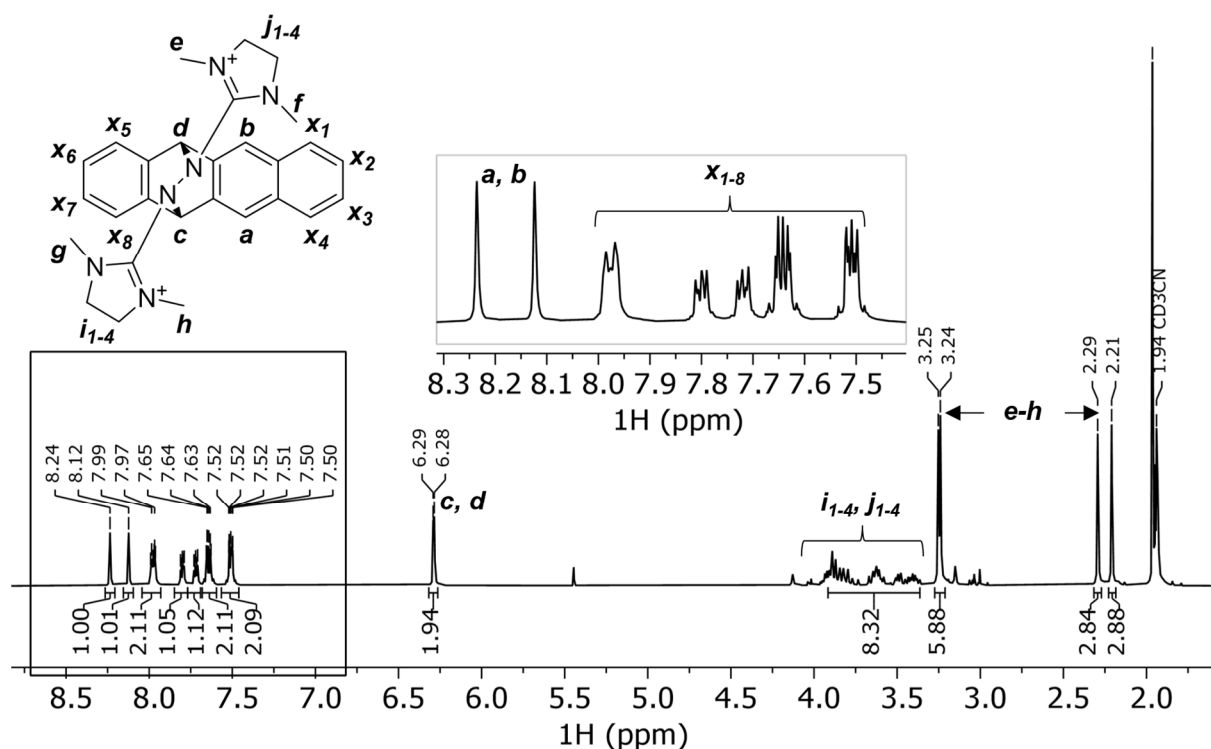 j1-4
e
N+
N
f
x5
d
b
x1
x6
N
x2
N
x7
x3
x8
c
a
x4
g
N
N+
i1-4
h
a, b
x1-8
8.3 8.2 8.1 8.0 7.9 7.8 7.7 7.6 7.5
1H (ppm)
8.24
8.12
7.99
7.97
7.65
7.64
7.63
7.52
7.52
7.52
7.51
7.50
7.50
6.29
6.28
c, d
i1-4, j1-4
3.25
3.24
e-h
2.29
2.21
1.94 CD3CN
1.00
1.01
2.11
1.05
1.12
2.11
2.09
1.94
8.32
5.88
2.84
2.88
8.5 8.0 7.5 7.0 6.5 6.0 5.5 5.0 4.5 4.0 3.5 3.0 2.5 2.0
1H (ppm)